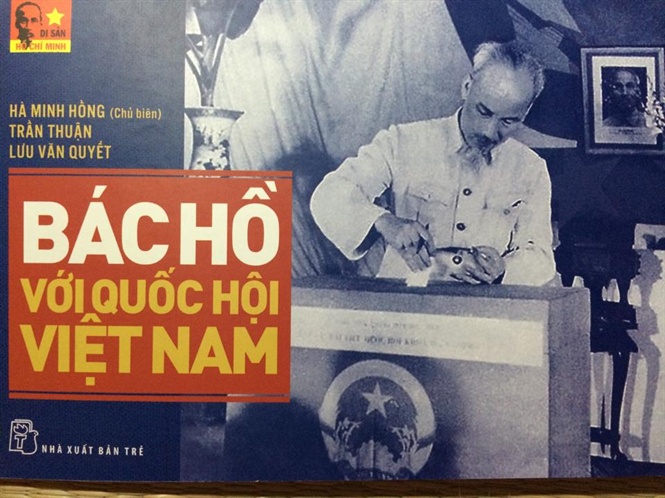 DI SẢN
HỒ CHÍ MINH
HÀ MINH HỒNG (Chủ biên)
TRẦN THUẬN
LƯU VĂN QUYẾT
BÁC HỒ
VỚI QUỐC HỘI
VIỆT NAM
NHÀ XUẤT BẢN TRẺ